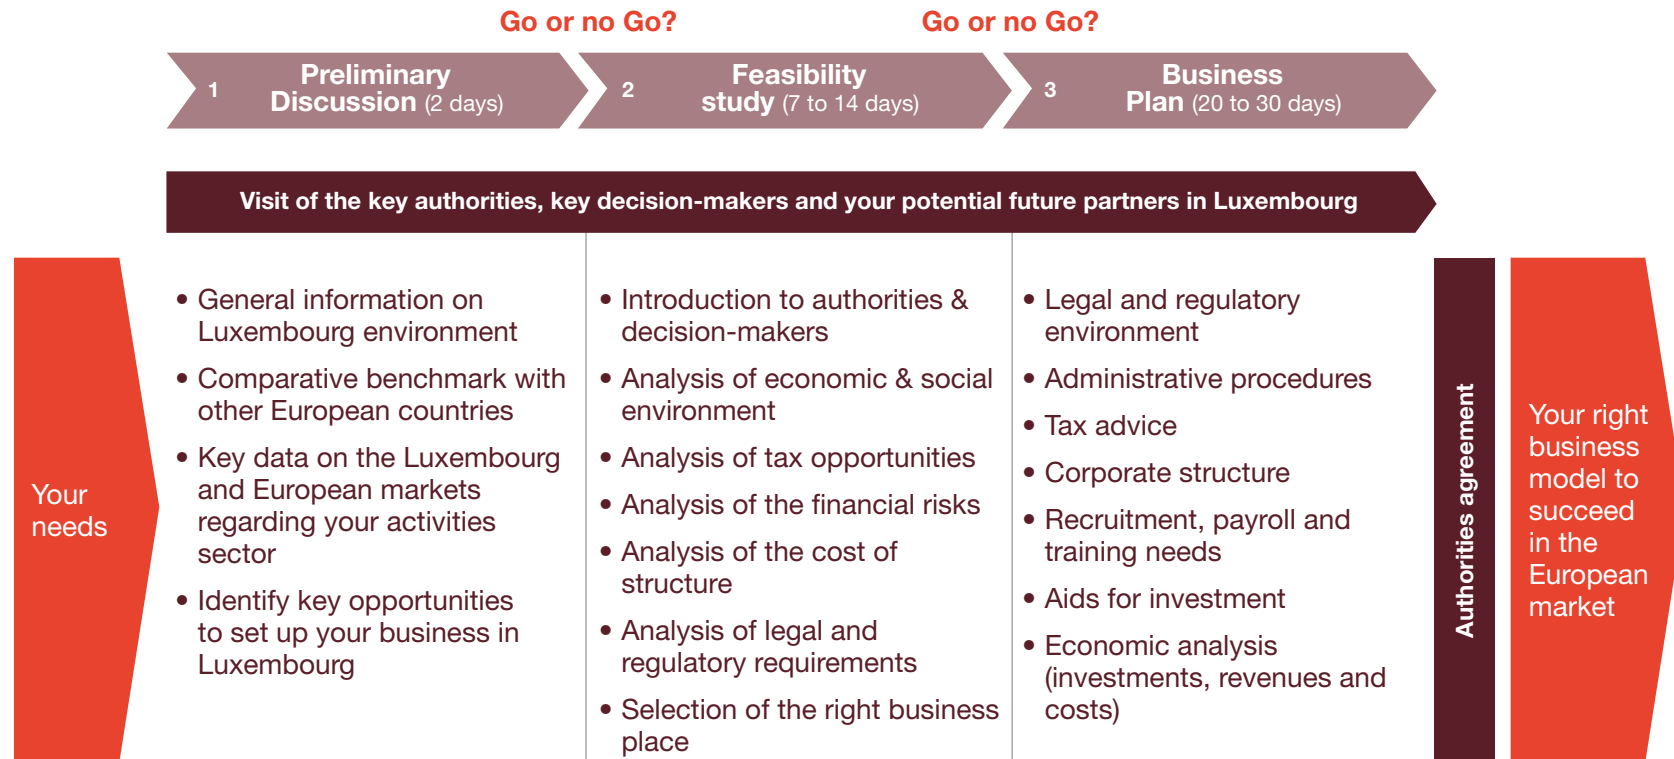 Go or no Go?
Go or no Go?
1
Preliminary
Discussion (2 days)
2
Feasibility
study (7 to 14 days)
3
Business
Plan (20 to 30 days)
Visit of the key authorities, key decision-makers and your potential future partners in Luxembourg
Your
needs
• General information on
Luxembourg environment
• Comparative benchmark with
other European countries
• Key data on the Luxembourg
and European markets
regarding your activities
sector
• Identify key opportunities
to set up your business in
Luxembourg
• Introduction to authorities &
decision-makers
• Analysis of economic & social
environment
• Analysis of tax opportunities
• Analysis of the financial risks
• Analysis of the cost of
structure
• Analysis of legal and
regulatory requirements
• Selection of the right business
place
• Legal and regulatory
environment
• Administrative procedures
• Tax advice
• Corporate structure
• Recruitment, payroll and
training needs
• Aids for investment
• Economic analysis
(investments, revenues and
costs)
Authorities agreement
Your right
business
model to
succeed
in the
European
market